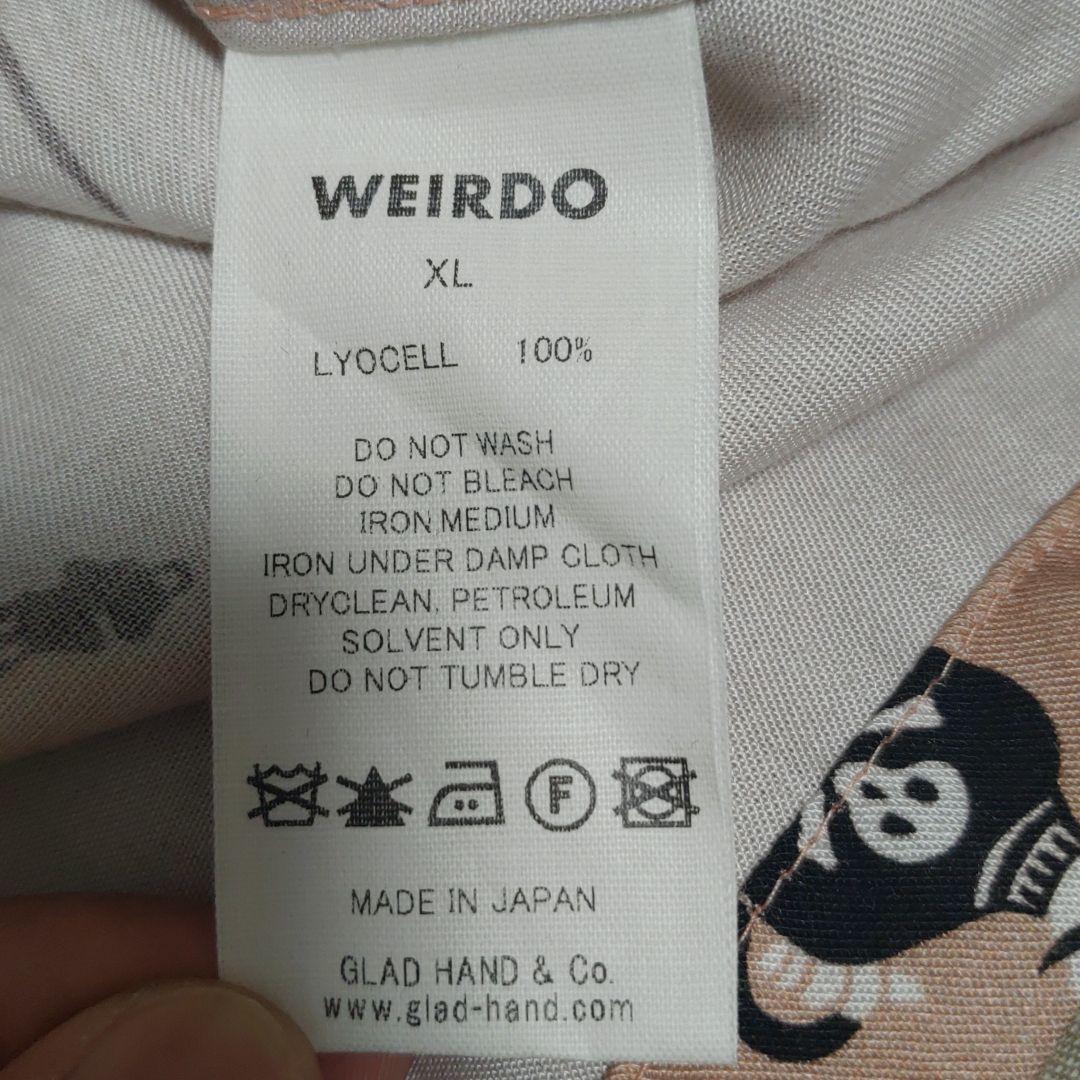 WEIRDO
XL
LYOCELL 100%
DO NOT WASH
DO NOT BLEACH
IRON MEDIUM
IRON UNDER DAMP CLOTH
DRYCLEAN, PETROLEUM
SOLVENT ONLY
DO NOT TUMBLE DRY
F
MADE IN JAPAN
GLAD HAND & Co.
www.glad-hand.com